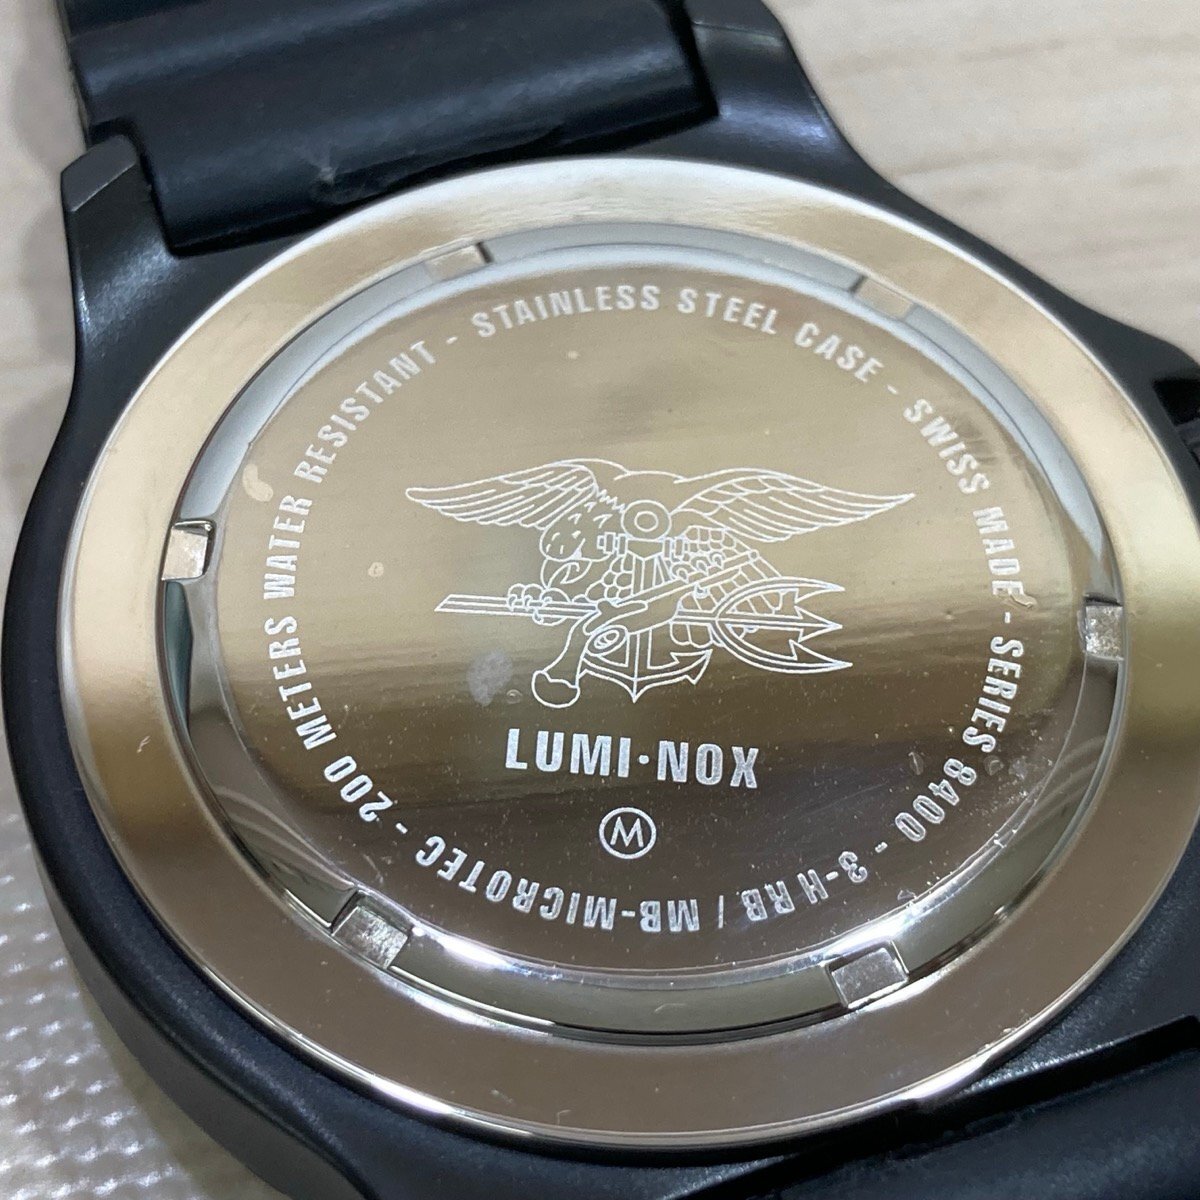 200 METERS WATER RESISTANT - STAINLESS STEEL CASE - SWISS MADE - SERIES 8400 - 3-H RB / MB-MICROTEC -
LUMI·NOX
M